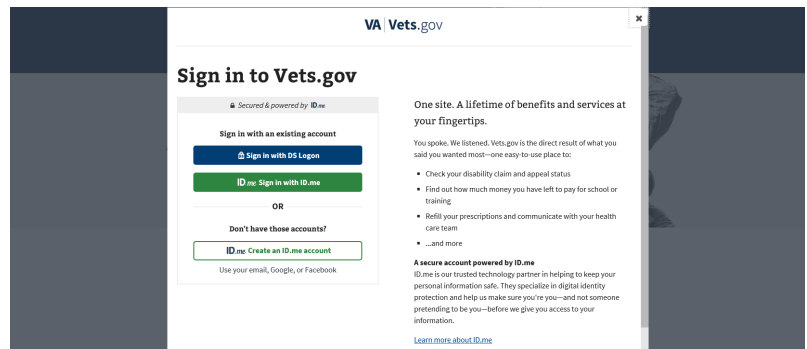 VA Vets.gov
Sign in to Vets.gov
Secured & powered by ID.me
Sign in with an existing account
Sign in with DS Logon
ID.me Sign in with ID.me
OR
Don't have those accounts?
ID.me Create an ID.me account
Use your email, Google, or Facebook
One site. A lifetime of benefits and services at
your fingertips.
You spoke. We listened. Vets.gov is the direct result of what you
said you wanted most—one easy-to-use place to:
• Check your disability claim and appeal status
• Find out how much money you have left to pay for school or
training
• Refill your prescriptions and communicate with your health
care team
• ...and more
A secure account powered by ID.me
ID.me is our trusted technology partner in helping to keep your
personal information safe. They specialize in digital identity
protection and help us make sure you're you—and not someone
pretending to be you—before we give you access to your
information.
Learn more about ID.me